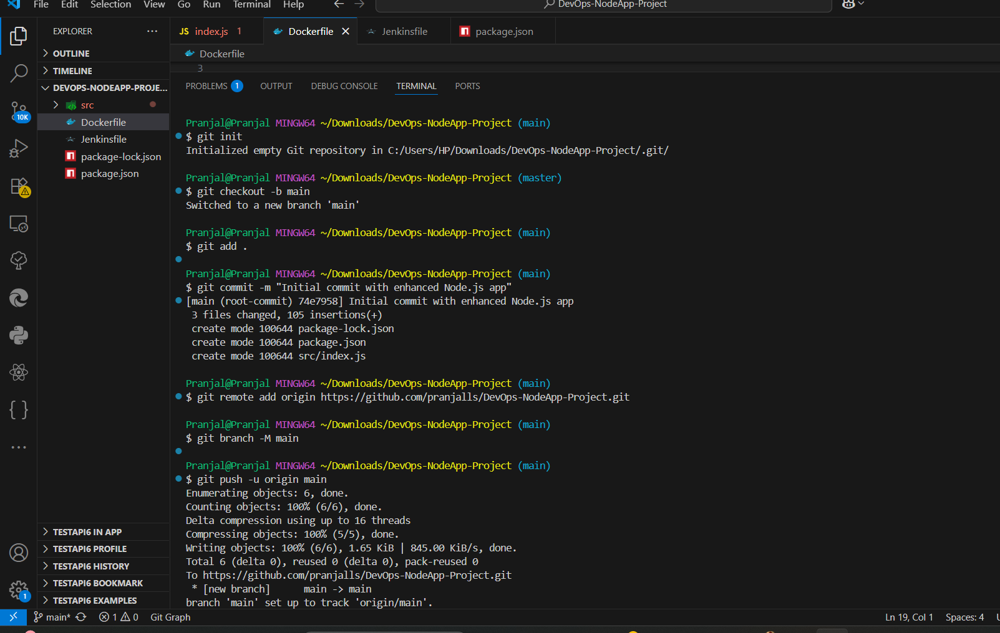 File Edit Selection View Go Run Terminal Help
DevOps-NodeApp-Project
EXPLORER
JS index.js 1
Dockerfile
Jenkinsfile
package.json
OUTLINE
TIMELINE
DEVOPS-NODEAPP-PROJE...
src
Dockerfile
Jenkinsfile
package-lock.json
package.json
10K
Dockerfile
3
PROBLEMS 1 OUTPUT DEBUG CONSOLE TERMINAL PORTS
Pranjal@Pranjal MINGW64 ~/Downloads/DevOps-NodeApp-Project (main)
$ git init
Initialized empty Git repository in C:/Users/HP/Downloads/DevOps-NodeApp-Project/.git/
Pranjal@Pranjal MINGW64 ~/Downloads/DevOps-NodeApp-Project (master)
$ git checkout -b main
Switched to a new branch 'main'
Pranjal@Pranjal MINGW64 ~/Downloads/DevOps-NodeApp-Project (main)
$ git add .
Pranjal@Pranjal MINGW64 ~/Downloads/DevOps-NodeApp-Project (main)
$ git commit -m "Initial commit with enhanced Node.js app"
[main (root-commit) 74e7958] Initial commit with enhanced Node.js app
3 files changed, 105 insertions(+)
create mode 100644 package-lock.json
create mode 100644 package.json
create mode 100644 src/index.js
Pranjal@Pranjal MINGW64 ~/Downloads/DevOps-NodeApp-Project (main)
$ git remote add origin https://github.com/pranjalls/DevOps-NodeApp-Project.git
Pranjal@Pranjal MINGW64 ~/Downloads/DevOps-NodeApp-Project (main)
$ git branch -M main
Pranjal@Pranjal MINGW64 ~/Downloads/DevOps-NodeApp-Project (main)
$ git push -u origin main
Enumerating objects: 6, done.
Counting objects: 100% (6/6), done.
Delta compression using up to 16 threads
Compressing objects: 100% (5/5), done.
Writing objects: 100% (6/6), 1.65 KiB | 845.00 KiB/s, done.
Total 6 (delta 0), reused 0 (delta 0), pack-reused 0
To https://github.com/pranjalls/DevOps-NodeApp-Project.git
* [new branch] main -> main
branch 'main' set up to track 'origin/main'.
TESTAPI6 IN APP
TESTAPI6 PROFILE
TESTAPI6 HISTORY
TESTAPI6 BOOKMARK
TESTAPI6 EXAMPLES
1
main* 1 0 Git Graph
Ln 19, Col 1 Spaces: 4